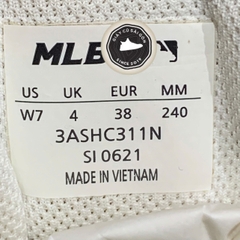 MLB
US UK EUR MM
W7 4 38 240
3ASHC311N
SI 0621
MADE IN VIETNAM